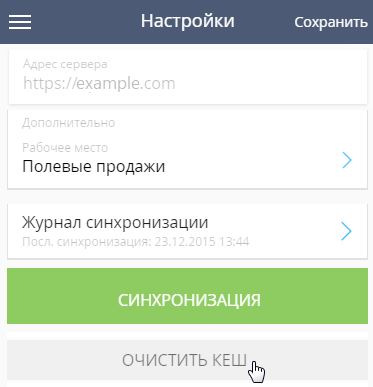 Настройки
Сохранить
Адрес сервера
https://example.com
Дополнительно
Рабочее место
Полевые продажи
Журнал синхронизации
Посл. синхронизация: 23.12.2015 13:44
СИНХРОНИЗАЦИЯ
ОЧИСТИТЬ КЕШ